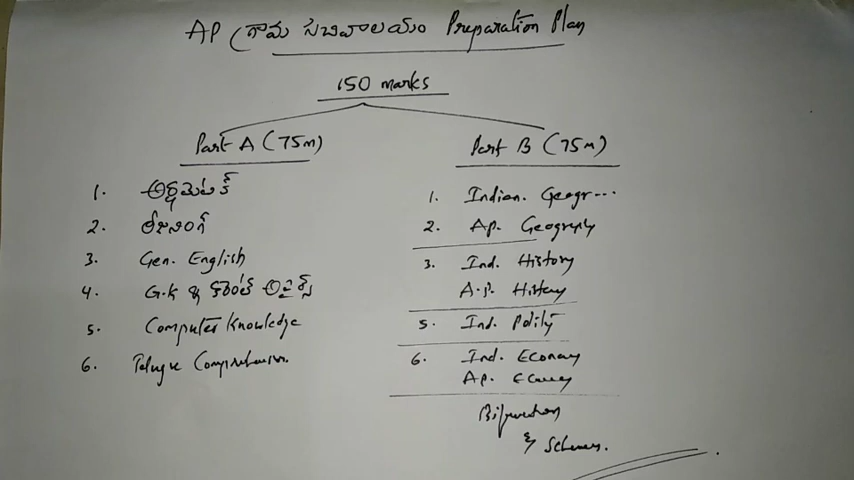 AP గ్రామ సచివాలయం Preparation Plan
150 marks
Part A (75m)
1. అర్థమెటిక్
2. రీజనింగ్
3. Gen. English
4. G.K & కరెంట్ అఫైర్స్
5. Computer Knowledge
6. Telugu Comprehension.
Part B (75m)
1. Indian. Geogr...
2. Ap. Geography
3. Ind. History
A.P. History
5. Ind. Polity
6. Ind. Economy
Ap. Economy
Bifurcation
& Schemes.